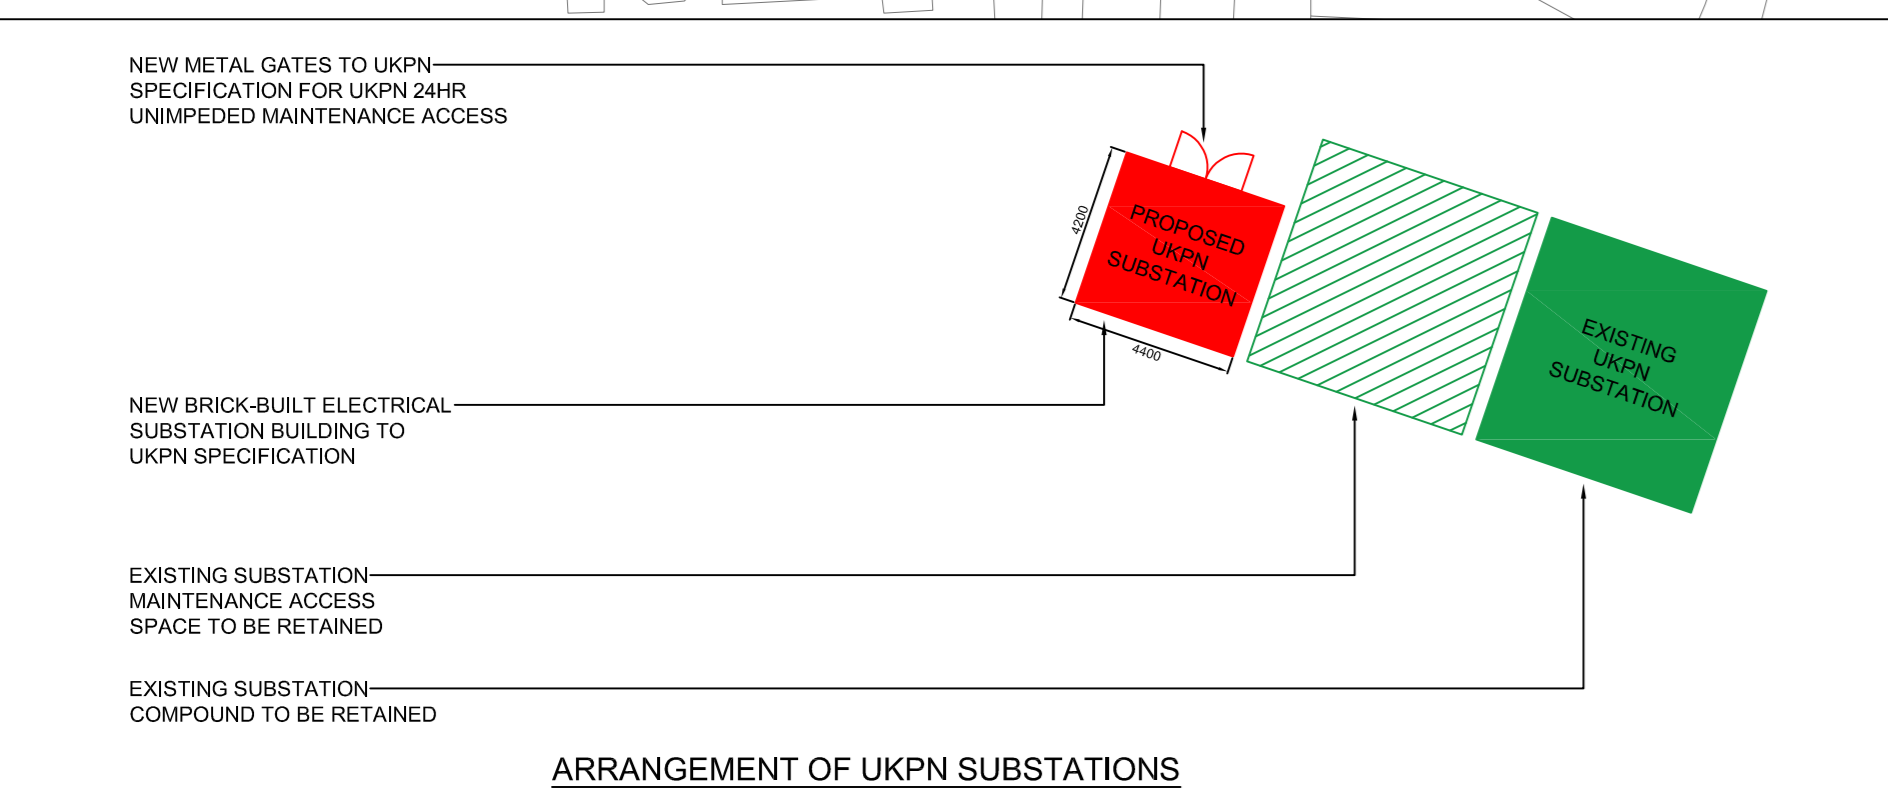 NEW METAL GATES TO UKPN
SPECIFICATION FOR UKPN 24HR
UNIMPEDED MAINTENANCE ACCESS
4200
PROPOSED
UKPN
SUBSTATION
4400
EXISTING
UKPN
SUBSTATION
NEW BRICK-BUILT ELECTRICAL
SUBSTATION BUILDING TO
UKPN SPECIFICATION
EXISTING SUBSTATION
MAINTENANCE ACCESS
SPACE TO BE RETAINED
EXISTING SUBSTATION
COMPOUND TO BE RETAINED
ARRANGEMENT OF UKPN SUBSTATIONS